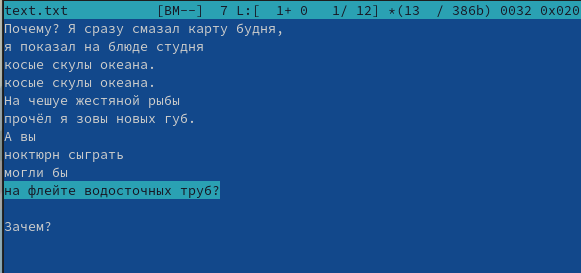 text.txt [BM--] 7 L:[ 1+ 0 1/ 12] *(13 / 386b) 0032 0x020
Почему? Я сразу смазал карту будня,
я показал на блюде студня
косые скулы океана.
косые скулы океана.
На чешуе жестяной рыбы
прочёл я зовы новых губ.
А вы
ноктюрн сыграть
могли бы
на флейте водосточных труб?
Зачем?